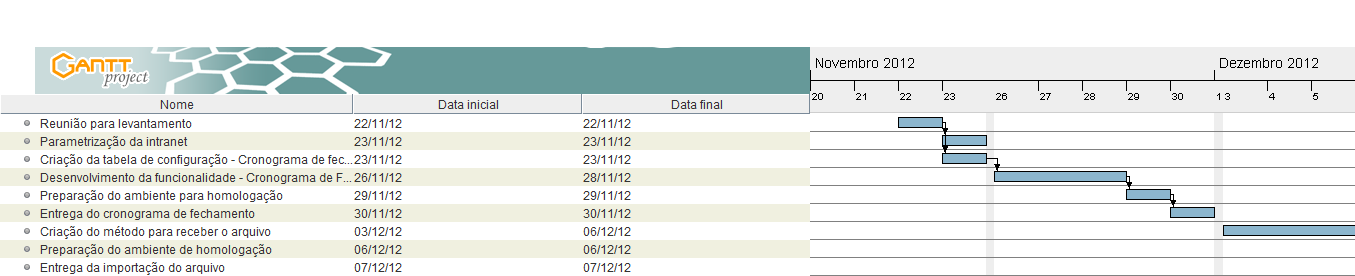 GANTT
project
Novembro 2012 Dezembro 2012
20 21 22 23 26 27 28 29 30 1 3 4 5
Nome Data inicial Data final
Reunião para levantamento 22/11/12 22/11/12
Parametrização da intranet 23/11/12 23/11/12
Criação da tabela de configuração - Cronograma de fec... 23/11/12 23/11/12
Desenvolvimento da funcionalidade - Cronograma de F... 26/11/12 28/11/12
Preparação do ambiente para homologação 29/11/12 29/11/12
Entrega do cronograma de fechamento 30/11/12 30/11/12
Criação do método para receber o arquivo 03/12/12 06/12/12
Preparação do ambiente de homologação 06/12/12 06/12/12
Entrega da importação do arquivo 07/12/12 07/12/12